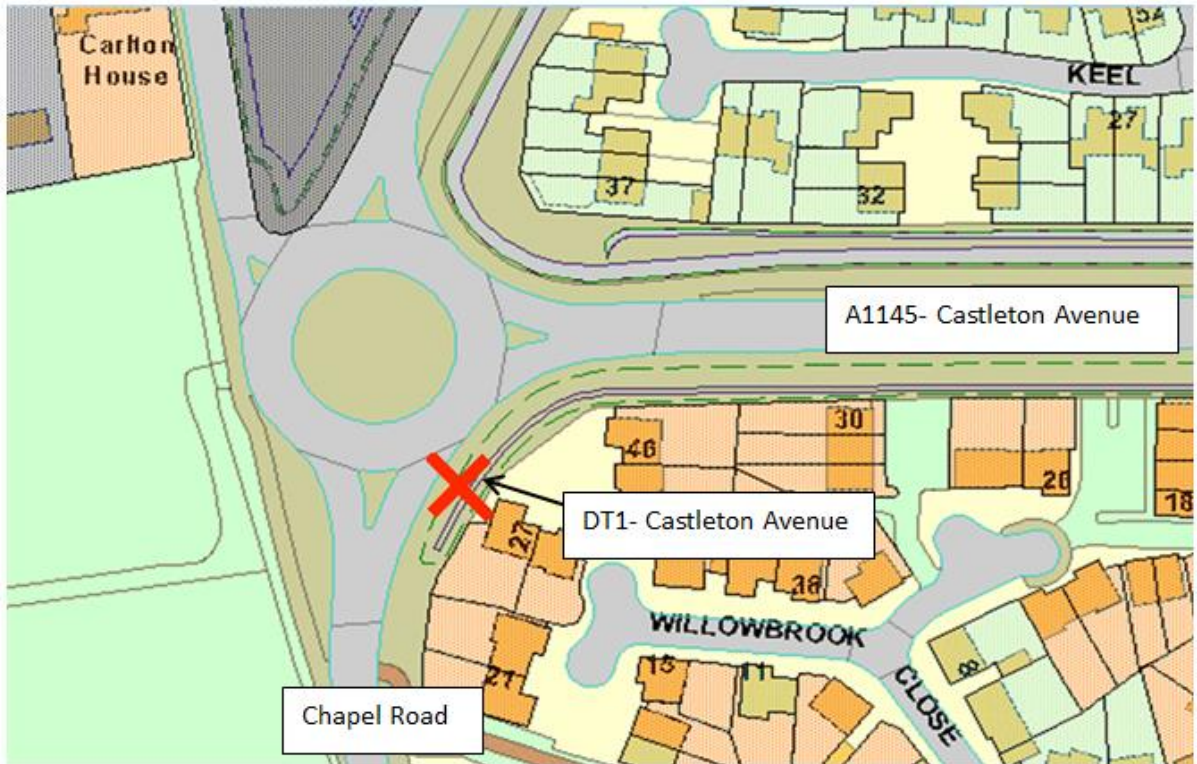 Carlton
House
52
KEEL
27
37
32
A1145- Castleton Avenue
46
30
26
18
DT1- Castleton Avenue
27
38
WILLOWBROOK
15
11
8
21
CLOSE
Chapel Road